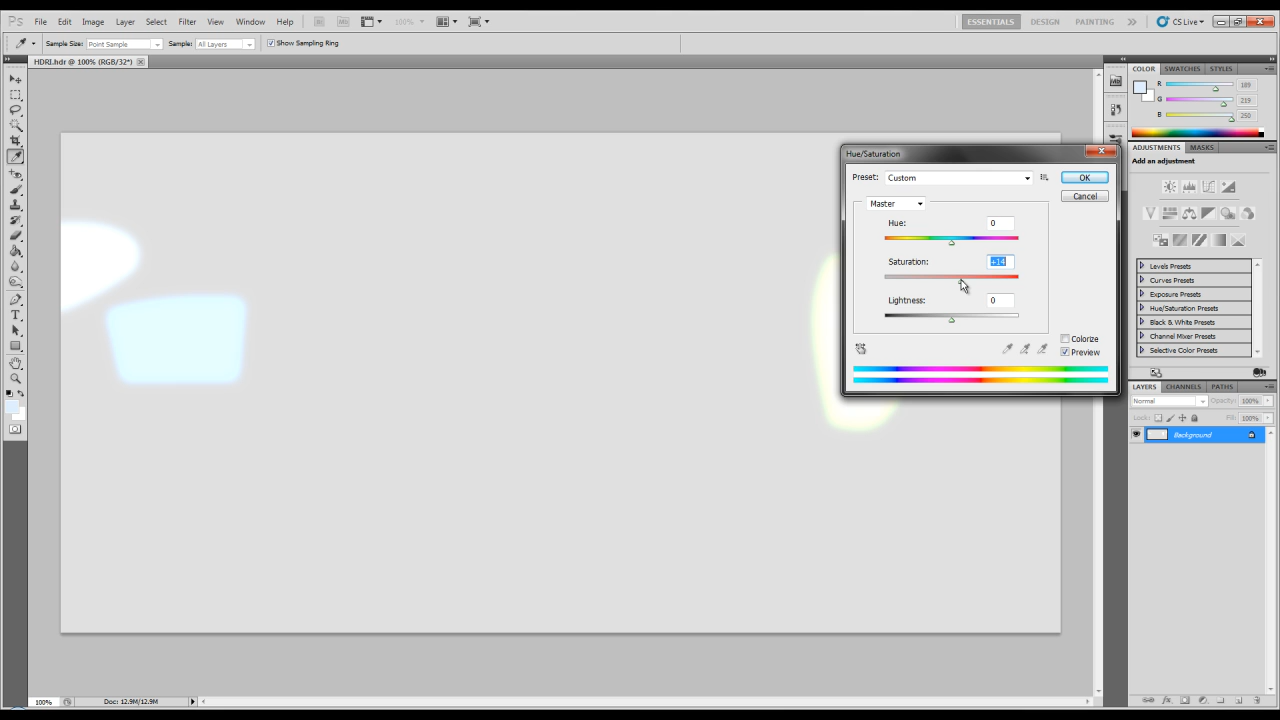 Ps File Edit Image Layer Select Filter View Window Help Br Mb 100% ESSENTIALS DESIGN PAINTING CS Live
Sample Size: Point Sample Sample: All Layers Show Sampling Ring
HDRI.hdr @ 100% (RGB/32*)
COLOR SWATCHES STYLES
R 189
G 219
B 250
ADJUSTMENTS MASKS
Add an adjustment
Levels Presets
Curves Presets
Exposure Presets
Hue/Saturation Presets
Black & White Presets
Channel Mixer Presets
Selective Color Presets
LAYERS CHANNELS PATHS
Normal Opacity: 100%
Lock: Fill: 100%
Background
Hue/Saturation
Preset: Custom OK
Cancel
Master
Hue: 0
Saturation: +14
Lightness: 0
Colorize
Preview
100% Doc: 12.9M/12.9M